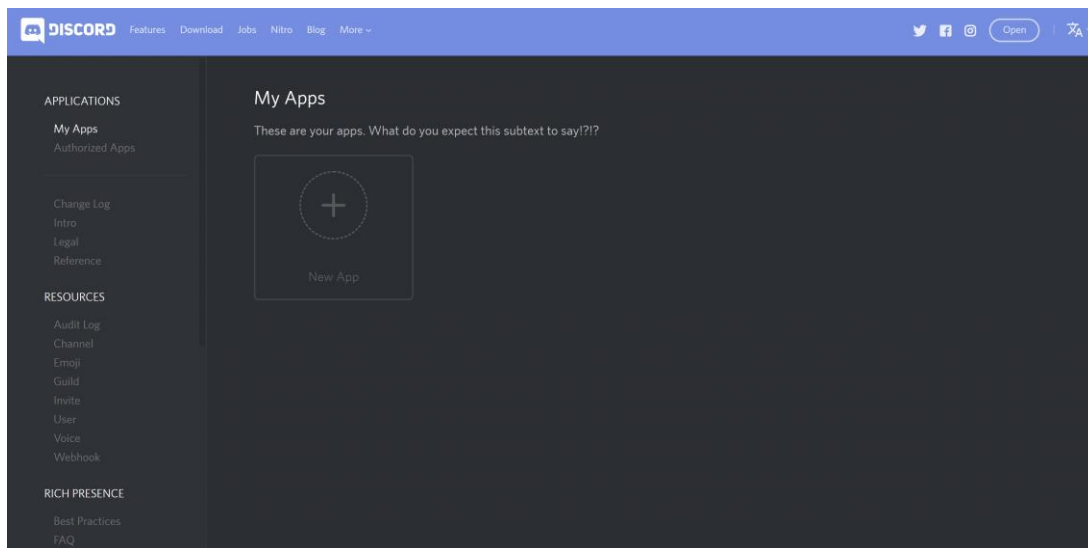 DISCORD Features Download Jobs Nitro Blog More Open
APPLICATIONS
My Apps
Authorized Apps
Change Log
Intro
Legal
Reference
RESOURCES
Audit Log
Channel
Emoji
Guild
Invite
User
Voice
Webhook
RICH PRESENCE
Best Practices
FAQ
My Apps
These are your apps. What do you expect this subtext to say!?!?
New App